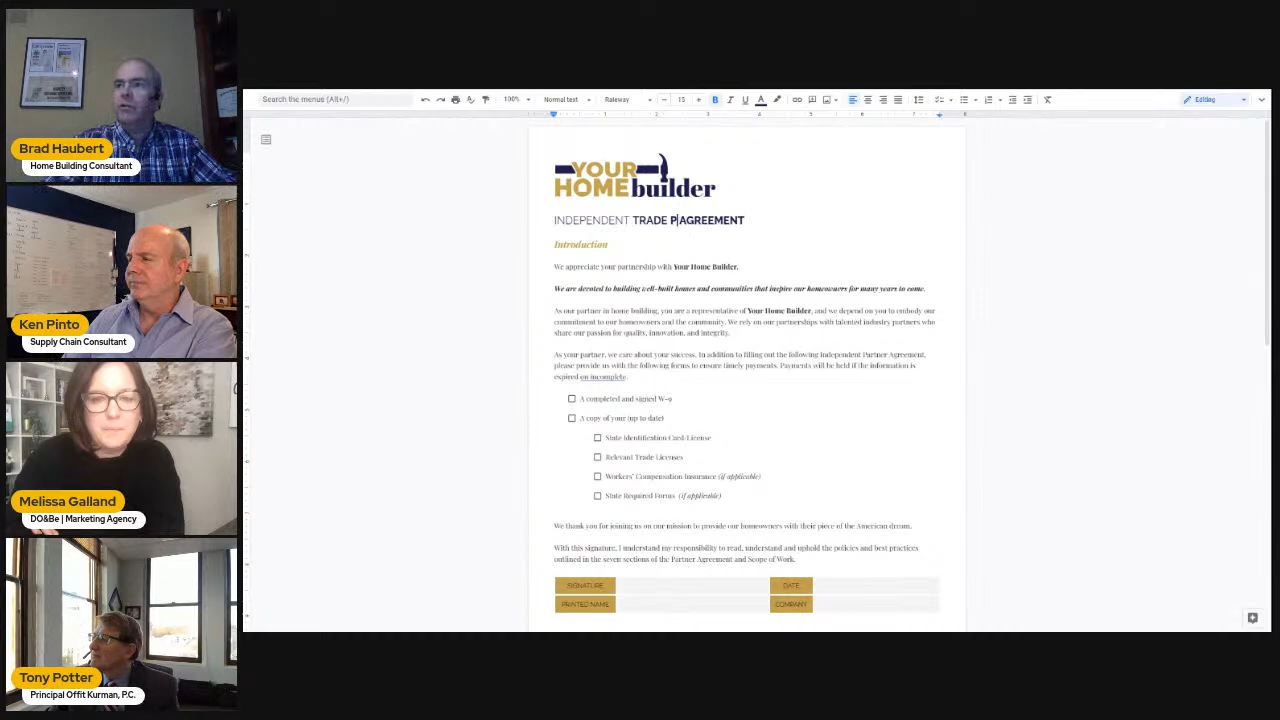 Brad Haubert
Home Building Consultant
Ken Pinto
Supply Chain Consultant
Melissa Galland
DO&Be | Marketing Agency
Tony Potter
Principal Offit Kurman, P.C.
Search the menus (Alt+/)
100%
Normal text
Raleway
15
B I U A
Editing
1 2 3 4 5 6 7 8
YOUR
HOMEbuilder
INDEPENDENT TRADE P AGREEMENT
Introduction
We appreciate your partnership with Your Home Builder.
We are devoted to building well-built homes and communities that inspire our homeowners for many years to come.
As our partner in home building, you are a representative of Your Home Builder, and we depend on you to embody our
commitment to our homeowners and the community. We rely on our partnerships with talented industry partners who
share our passion for quality, innovation, and integrity.
As your partner, we care about your success. In addition to filling out the following Independent Partner Agreement,
please provide us with the following forms to ensure timely payments. Payments will be held if the information is
expired on incomplete.
A completed and signed W-9
A copy of your (up to date)
State Identification Card/License
Relevant Trade Licenses
Workers' Compensation Insurance (if applicable)
State Required Forms (if applicable)
We thank you for joining us on our mission to provide our homeowners with their piece of the American dream.
With this signature, I understand my responsibility to read, understand and uphold the policies and best practices
outlined in the seven sections of the Partner Agreement and Scope of Work.
SIGNATURE
DATE
PRINTED NAME
COMPANY